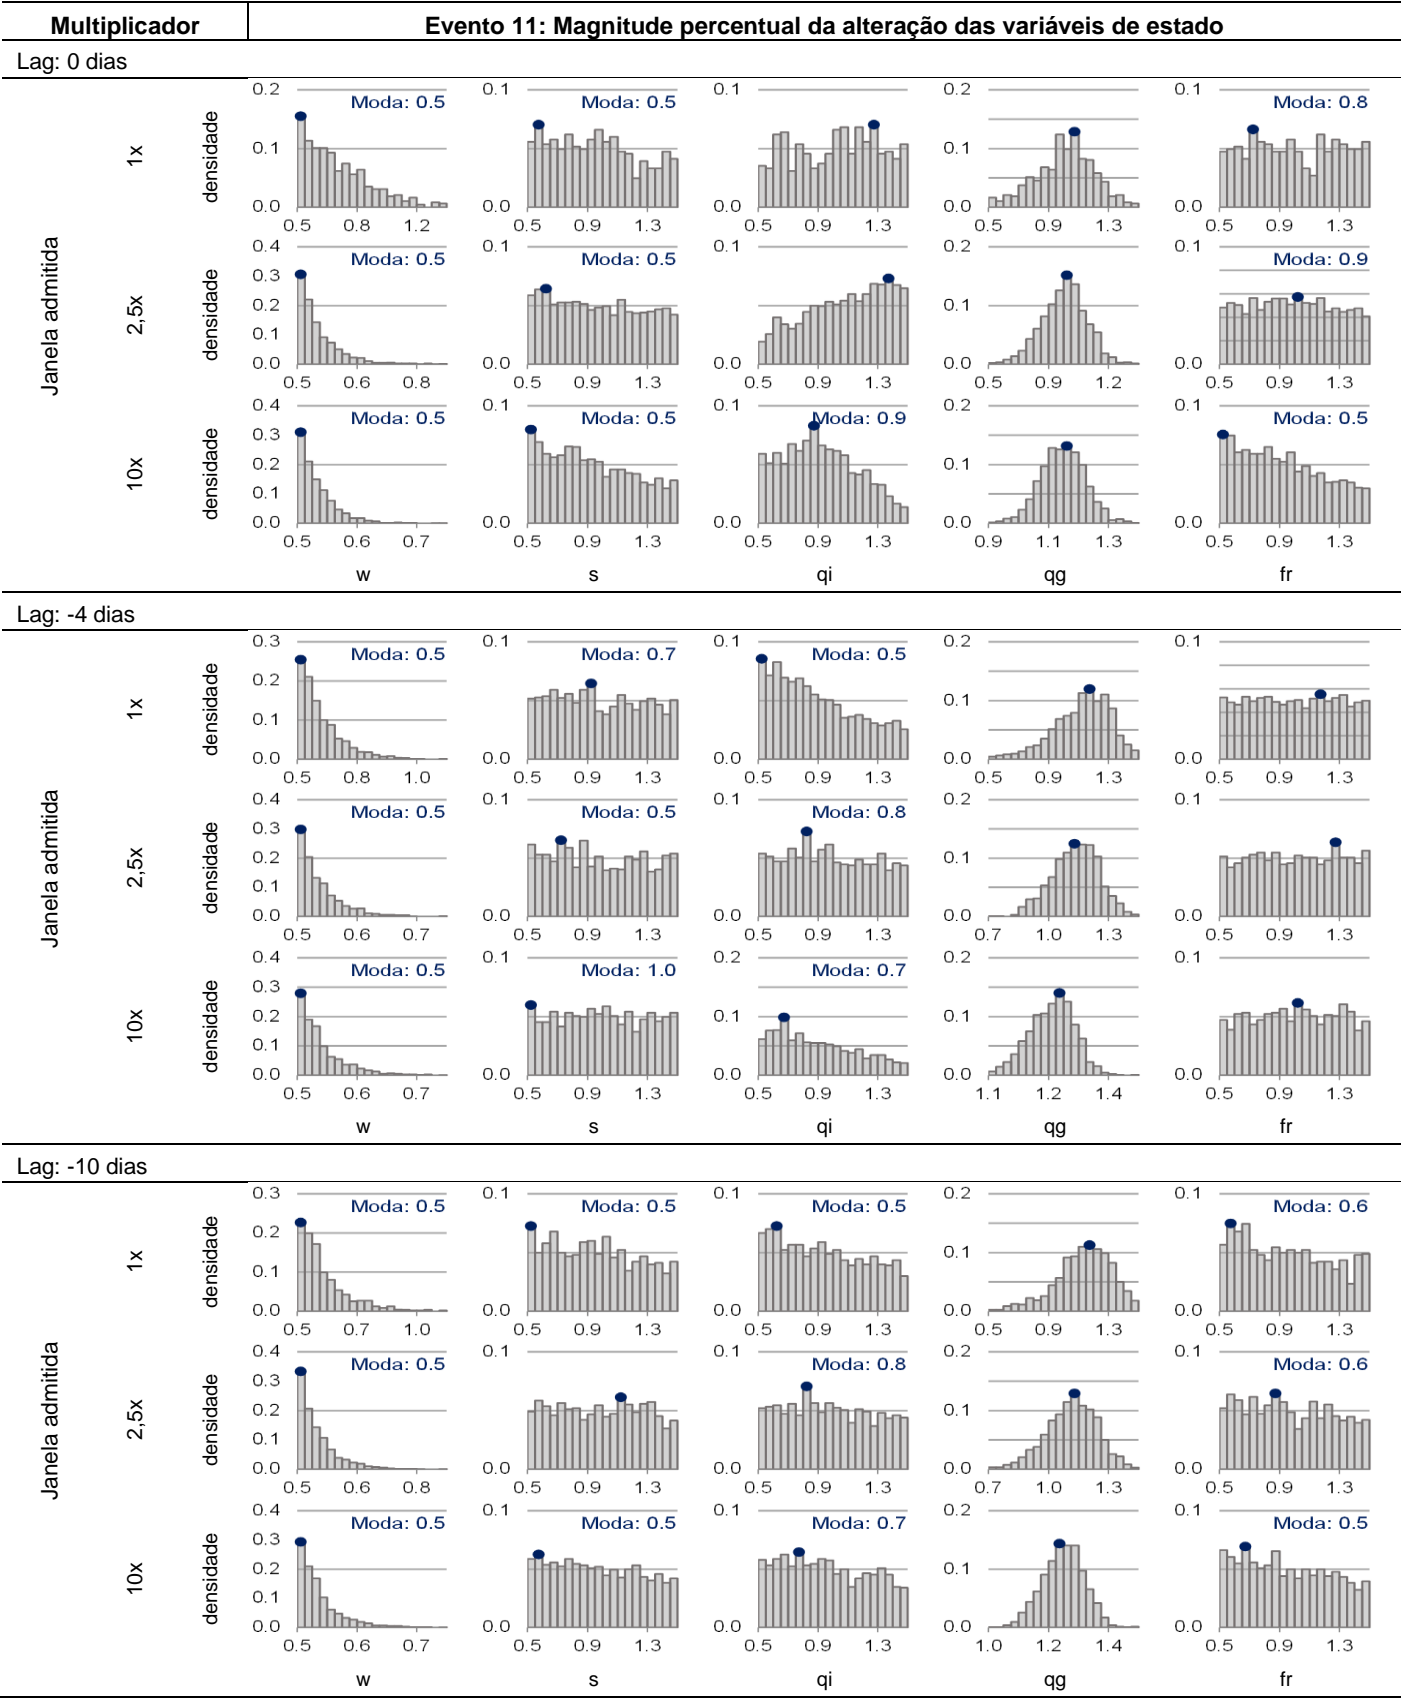 Multiplicador
Evento 11: Magnitude percentual da alteração das variáveis de estado
Lag: 0 dias
Janela admitida
1x
densidade
0.2 0.1 0.0
Moda: 0.5
0.5 0.8 1.2
0.1 0.0
Moda: 0.5
0.5 0.9 1.3
0.1 0.0
0.5 0.9 1.3
0.2 0.1 0.0
0.5 0.9 1.3
0.1 0.0
Moda: 0.8
0.5 0.9 1.3
2,5x
densidade
0.4 0.3 0.2 0.1 0.0
Moda: 0.5
0.5 0.6 0.8
0.1 0.0
Moda: 0.5
0.5 0.9 1.3
0.1 0.0
0.5 0.9 1.3
0.2 0.1 0.0
0.5 0.9 1.2
0.1 0.0
Moda: 0.9
0.5 0.9 1.3
10x
densidade
0.4 0.3 0.2 0.1 0.0
Moda: 0.5
0.5 0.6 0.7
0.1 0.0
Moda: 0.5
0.5 0.9 1.3
0.1 0.0
Moda: 0.9
0.5 0.9 1.3
0.2 0.1 0.0
0.9 1.1 1.3
0.1 0.0
Moda: 0.5
0.5 0.9 1.3
w s qi qg fr
Lag: -4 dias
Janela admitida
1x
densidade
0.3 0.2 0.1 0.0
Moda: 0.5
0.5 0.8 1.0
0.1 0.0
Moda: 0.7
0.5 0.9 1.3
0.1 0.0
Moda: 0.5
0.5 0.9 1.3
0.2 0.1 0.0
0.5 0.9 1.3
0.1 0.0
0.5 0.9 1.3
2,5x
densidade
0.4 0.3 0.2 0.1 0.0
Moda: 0.5
0.5 0.6 0.7
0.1 0.0
Moda: 0.5
0.5 0.9 1.3
0.1 0.0
Moda: 0.8
0.5 0.9 1.3
0.2 0.1 0.0
0.7 1.0 1.3
0.1 0.0
0.5 0.9 1.3
10x
densidade
0.4 0.3 0.2 0.1 0.0
Moda: 0.5
0.5 0.6 0.7
0.1 0.0
Moda: 1.0
0.5 0.9 1.3
0.2 0.1 0.0
Moda: 0.7
0.5 0.9 1.3
0.2 0.1 0.0
1.1 1.2 1.4
0.1 0.0
0.5 0.9 1.3
w s qi qg fr
Lag: -10 dias
Janela admitida
1x
densidade
0.3 0.2 0.1 0.0
Moda: 0.5
0.5 0.7 1.0
0.1 0.0
Moda: 0.5
0.5 0.9 1.3
0.1 0.0
Moda: 0.5
0.5 0.9 1.3
0.2 0.1 0.0
0.5 0.9 1.3
0.1 0.0
Moda: 0.6
0.5 0.9 1.3
2,5x
densidade
0.4 0.3 0.2 0.1 0.0
Moda: 0.5
0.5 0.6 0.8
0.1 0.0
0.5 0.9 1.3
0.1 0.0
Moda: 0.8
0.5 0.9 1.3
0.2 0.1 0.0
0.7 1.0 1.3
0.1 0.0
Moda: 0.6
0.5 0.9 1.3
10x
densidade
0.4 0.3 0.2 0.1 0.0
Moda: 0.5
0.5 0.6 0.7
0.1 0.0
Moda: 0.5
0.5 0.9 1.3
0.1 0.0
Moda: 0.7
0.5 0.9 1.3
0.2 0.1 0.0
1.0 1.2 1.4
0.1 0.0
Moda: 0.5
0.5 0.9 1.3
w s qi qg fr